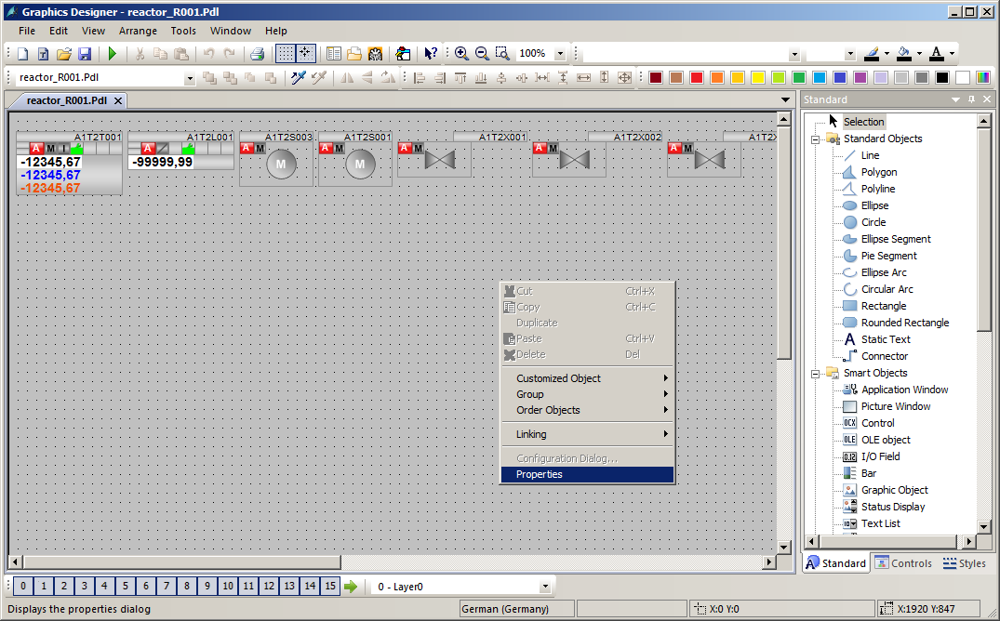 Graphics Designer - reactor_R001.Pdl
File Edit View Arrange Tools Window Help
100%
A
reactor_R001.Pdl
reactor_R001.Pdl
A1T2T001
A M I
-12345,67
-12345,67
-12345,67
A1T2L001
A
-99999,99
A1T2S003
A M
M
A1T2S001
A M
M
A1T2X001
A M
A1T2X002
A M
A1T2X
A M
Cut Ctrl+X
Copy Ctrl+C
Duplicate
Paste Ctrl+V
Delete Del
Customized Object
Group
Order Objects
Linking
Configuration Dialog...
Properties
Standard
Selection
Standard Objects
Line
Polygon
Polyline
Ellipse
Circle
Ellipse Segment
Pie Segment
Ellipse Arc
Circular Arc
Rectangle
Rounded Rectangle
A Static Text
Connector
Smart Objects
Application Window
Picture Window
OCX Control
OLE OLE object
0.12 I/O Field
Bar
Graphic Object
Status Display
Text List
Standard Controls Styles
0 1 2 3 4 5 6 7 8 9 10 11 12 13 14 15
0 - Layer0
Displays the properties dialog
German (Germany)
X:0 Y:0
X:1920 Y:847